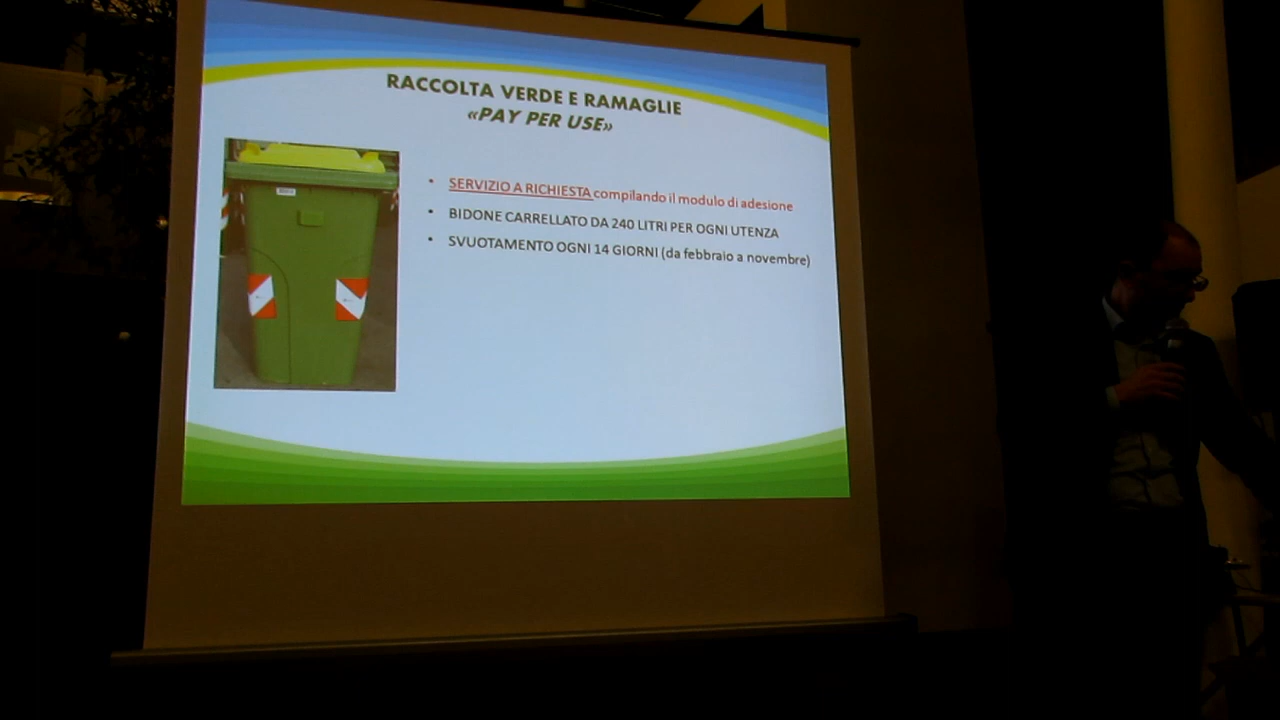 RACCOLTA VERDE E RAMAGLIE
«PAY PER USE»
• SERVIZIO A RICHIESTA compilando il modulo di adesione
• BIDONE CARRELLATO DA 240 LITRI PER OGNI UTENZA
• SVUOTAMENTO OGNI 14 GIORNI (da febbraio a novembre)